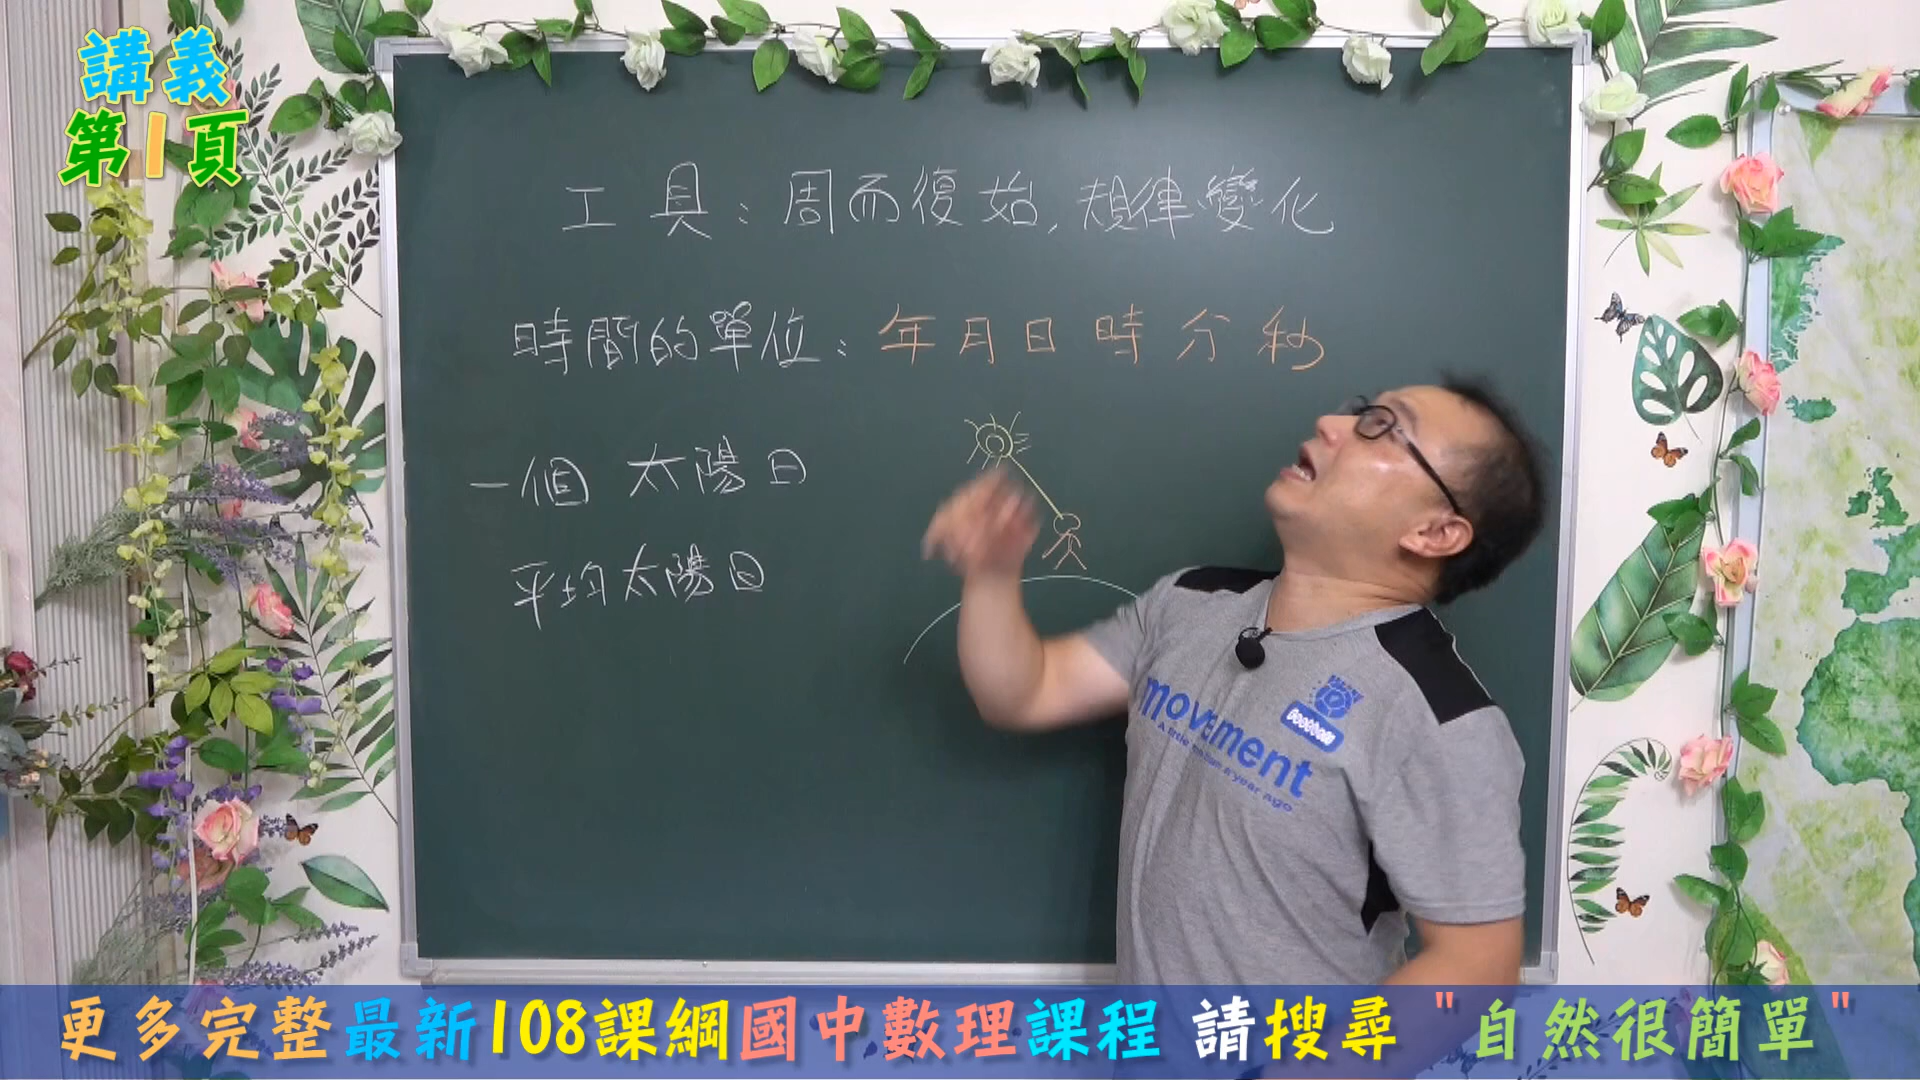 講義
第1頁
工具：周而復始，規律變化
時間的單位：年月日時分秒
一個 太陽日
平均太陽日
movement
更多完整最新108課綱國中數理課程 請搜尋 "自然很簡單"